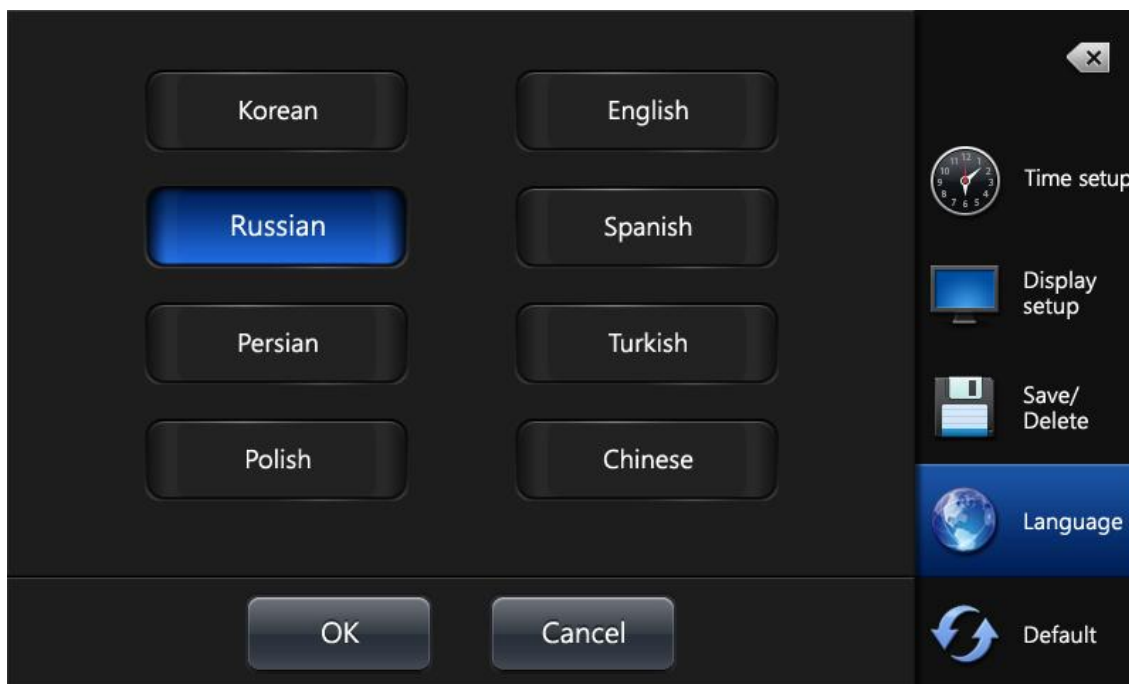 Korean
English
Russian
Spanish
Persian
Turkish
Polish
Chinese
OK
Cancel
Time setup
Display
setup
Save/
Delete
Language
Default